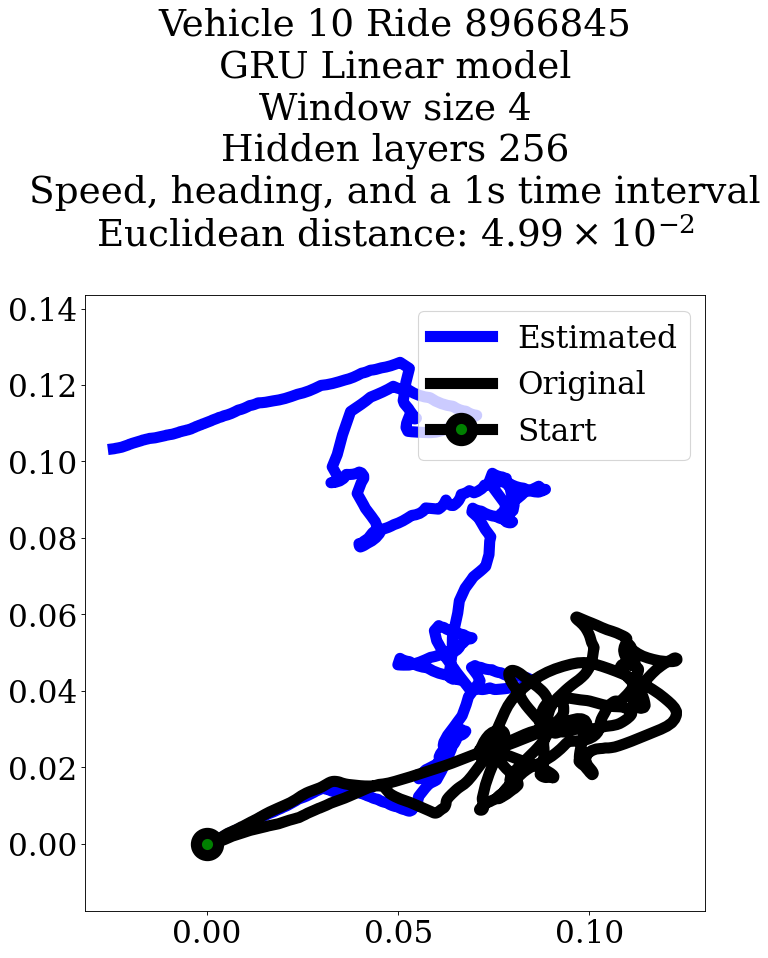 Vehicle 10 Ride 8966845
GRU Linear model
Window size 4
Hidden layers 256
Speed, heading, and a 1s time interval
Euclidean distance: 4.99 × 10⁻²
0.14
0.12
0.10
0.08
0.06
0.04
0.02
0.00
Estimated
Original
Start
0.00 0.05 0.10